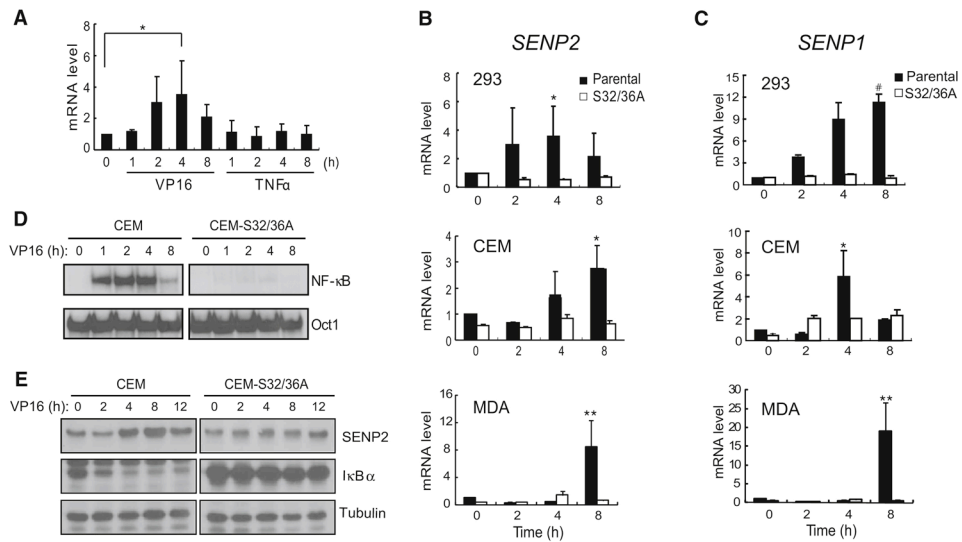 A
*
mRNA level
8
6
4
2
0
0 1 2 4 8 1 2 4 8 (h)
VP16 TNFα
B
SENP2
293
Parental
S32/36A
*
mRNA level
8
6
4
2
0
0 2 4 8
CEM
*
mRNA level
4
3
2
1
0
0 2 4 8
MDA
**
mRNA level
16
12
8
4
0
0 2 4 8
Time (h)
C
SENP1
293
Parental
S32/36A
#
mRNA level
15
12
9
6
3
0
0 2 4 8
CEM
*
mRNA level
10
8
6
4
2
0
0 2 4 8
MDA
**
mRNA level
30
25
20
15
10
5
0
0 2 4 8
Time (h)
D
CEM CEM-S32/36A
VP16 (h): 0 1 2 4 8 0 1 2 4 8
NF-κB
Oct1
E
CEM CEM-S32/36A
VP16 (h): 0 2 4 8 12 0 2 4 8 12
SENP2
IκBα
Tubulin